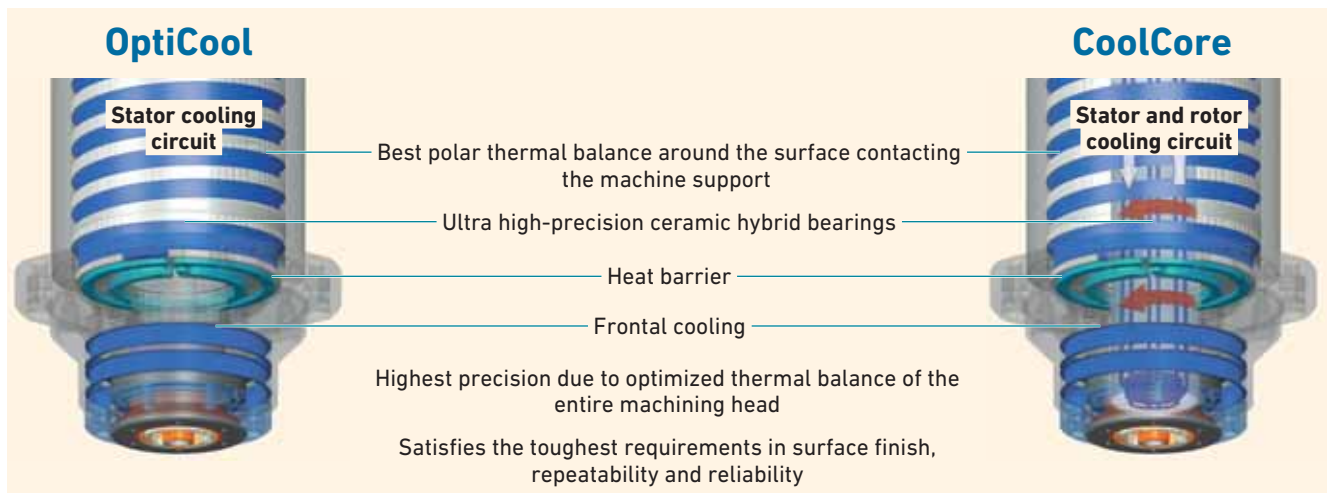 OptiCool
CoolCore
Stator cooling
circuit
Stator and rotor
cooling circuit
Best polar thermal balance around the surface contacting
the machine support
Ultra high-precision ceramic hybrid bearings
Heat barrier
Frontal cooling
Highest precision due to optimized thermal balance of the
entire machining head
Satisfies the toughest requirements in surface finish,
repeatability and reliability